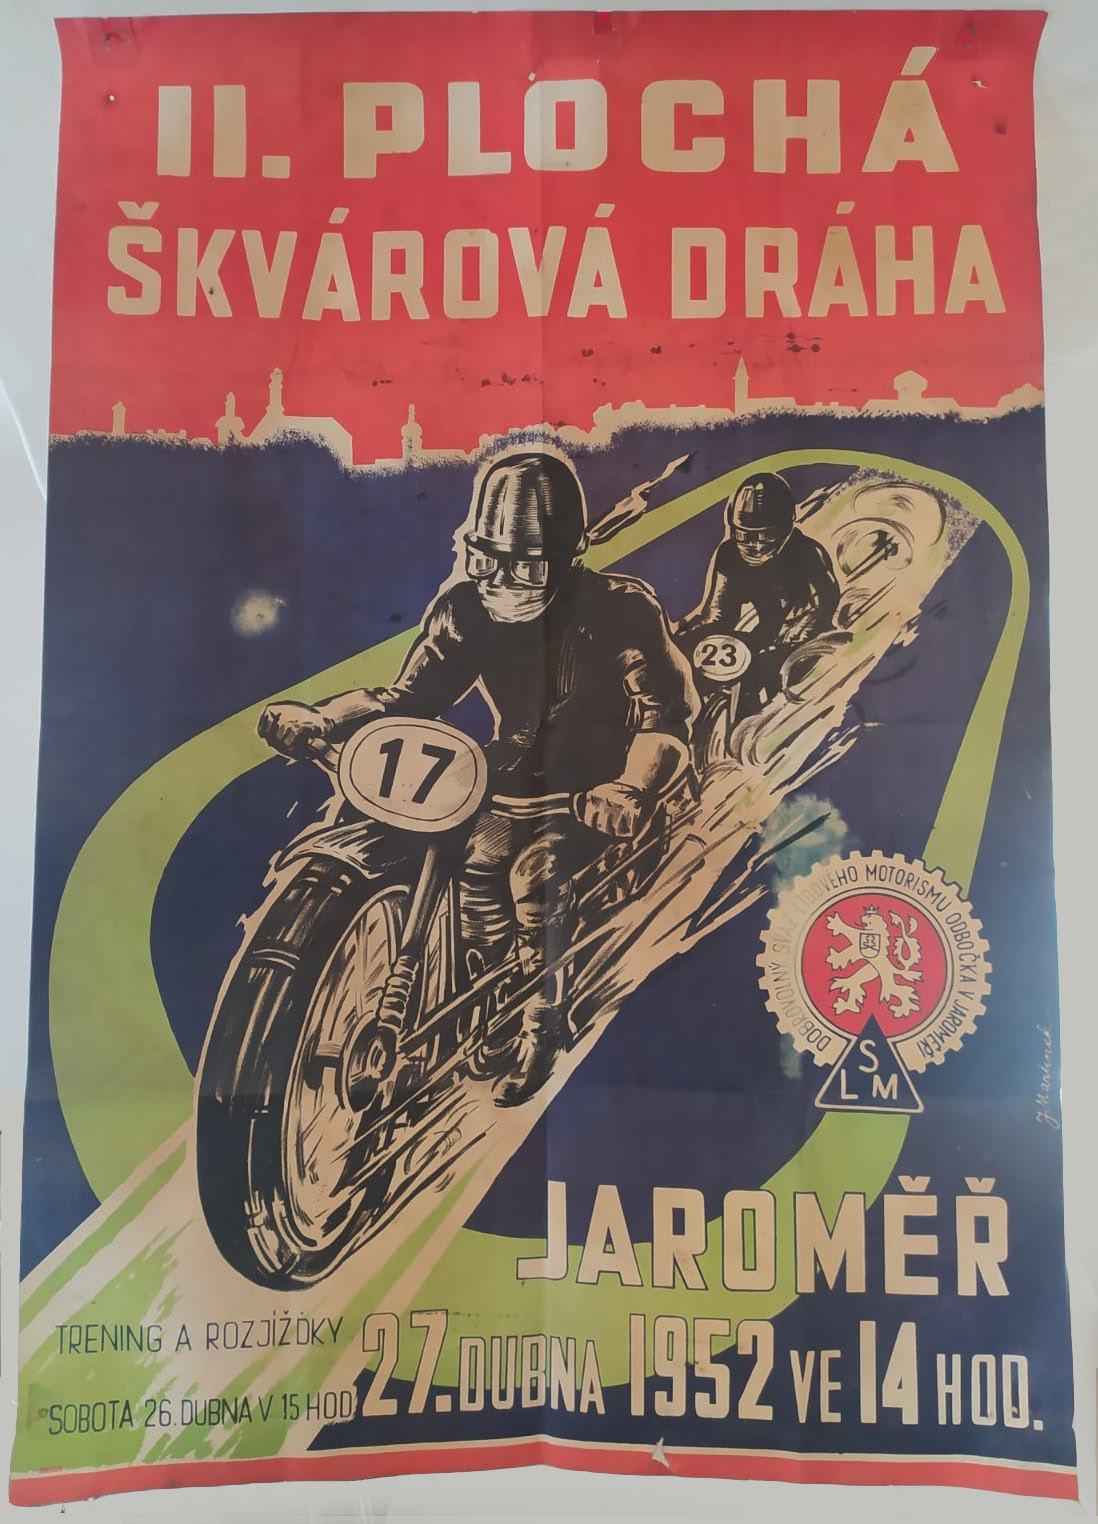 II. PLOCHÁ
ŠKVÁROVÁ DRÁHA
23
17
DOBROVOLNÝ SVAZ LIDOVÉHO MOTORISMU ODBOČKA V JAROMĚŘI
S
L M
J. Martinek
JAROMĚŘ
TRENING A ROZJÍŽĎKY
SOBOTA 26. DUBNA V 15 HOD.
27. DUBNA 1952 VE 14 HOD.